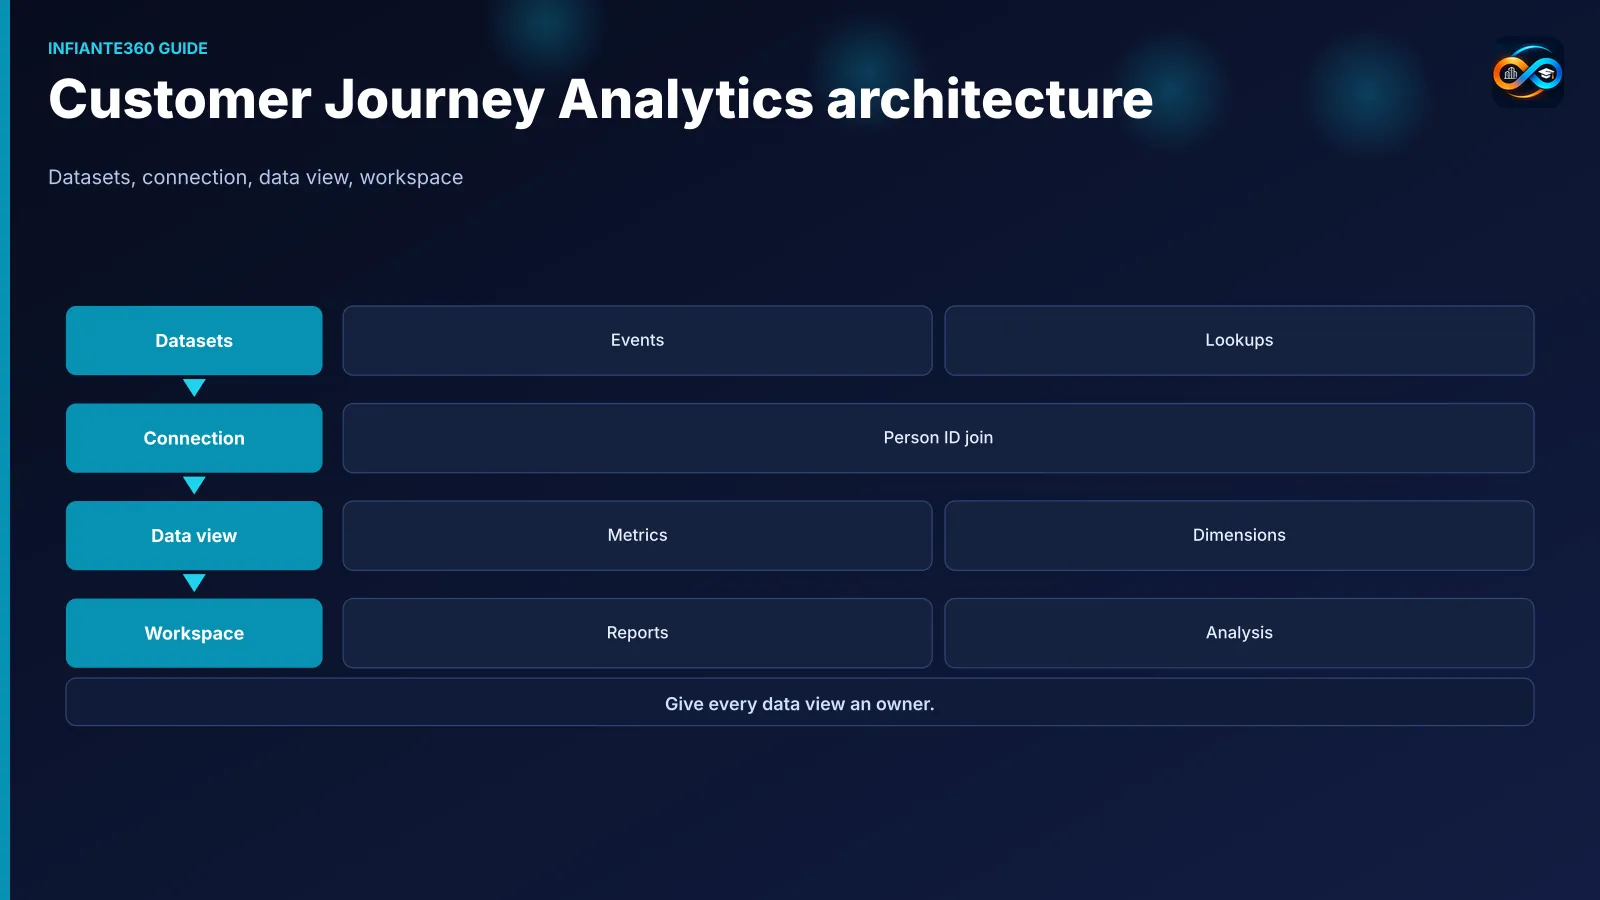 INFIANTE360 GUIDE
Customer Journey Analytics architecture
Datasets, connection, data view, workspace
Datasets
Events
Lookups
Connection
Person ID join
Data view
Metrics
Dimensions
Workspace
Reports
Analysis
Give every data view an owner.